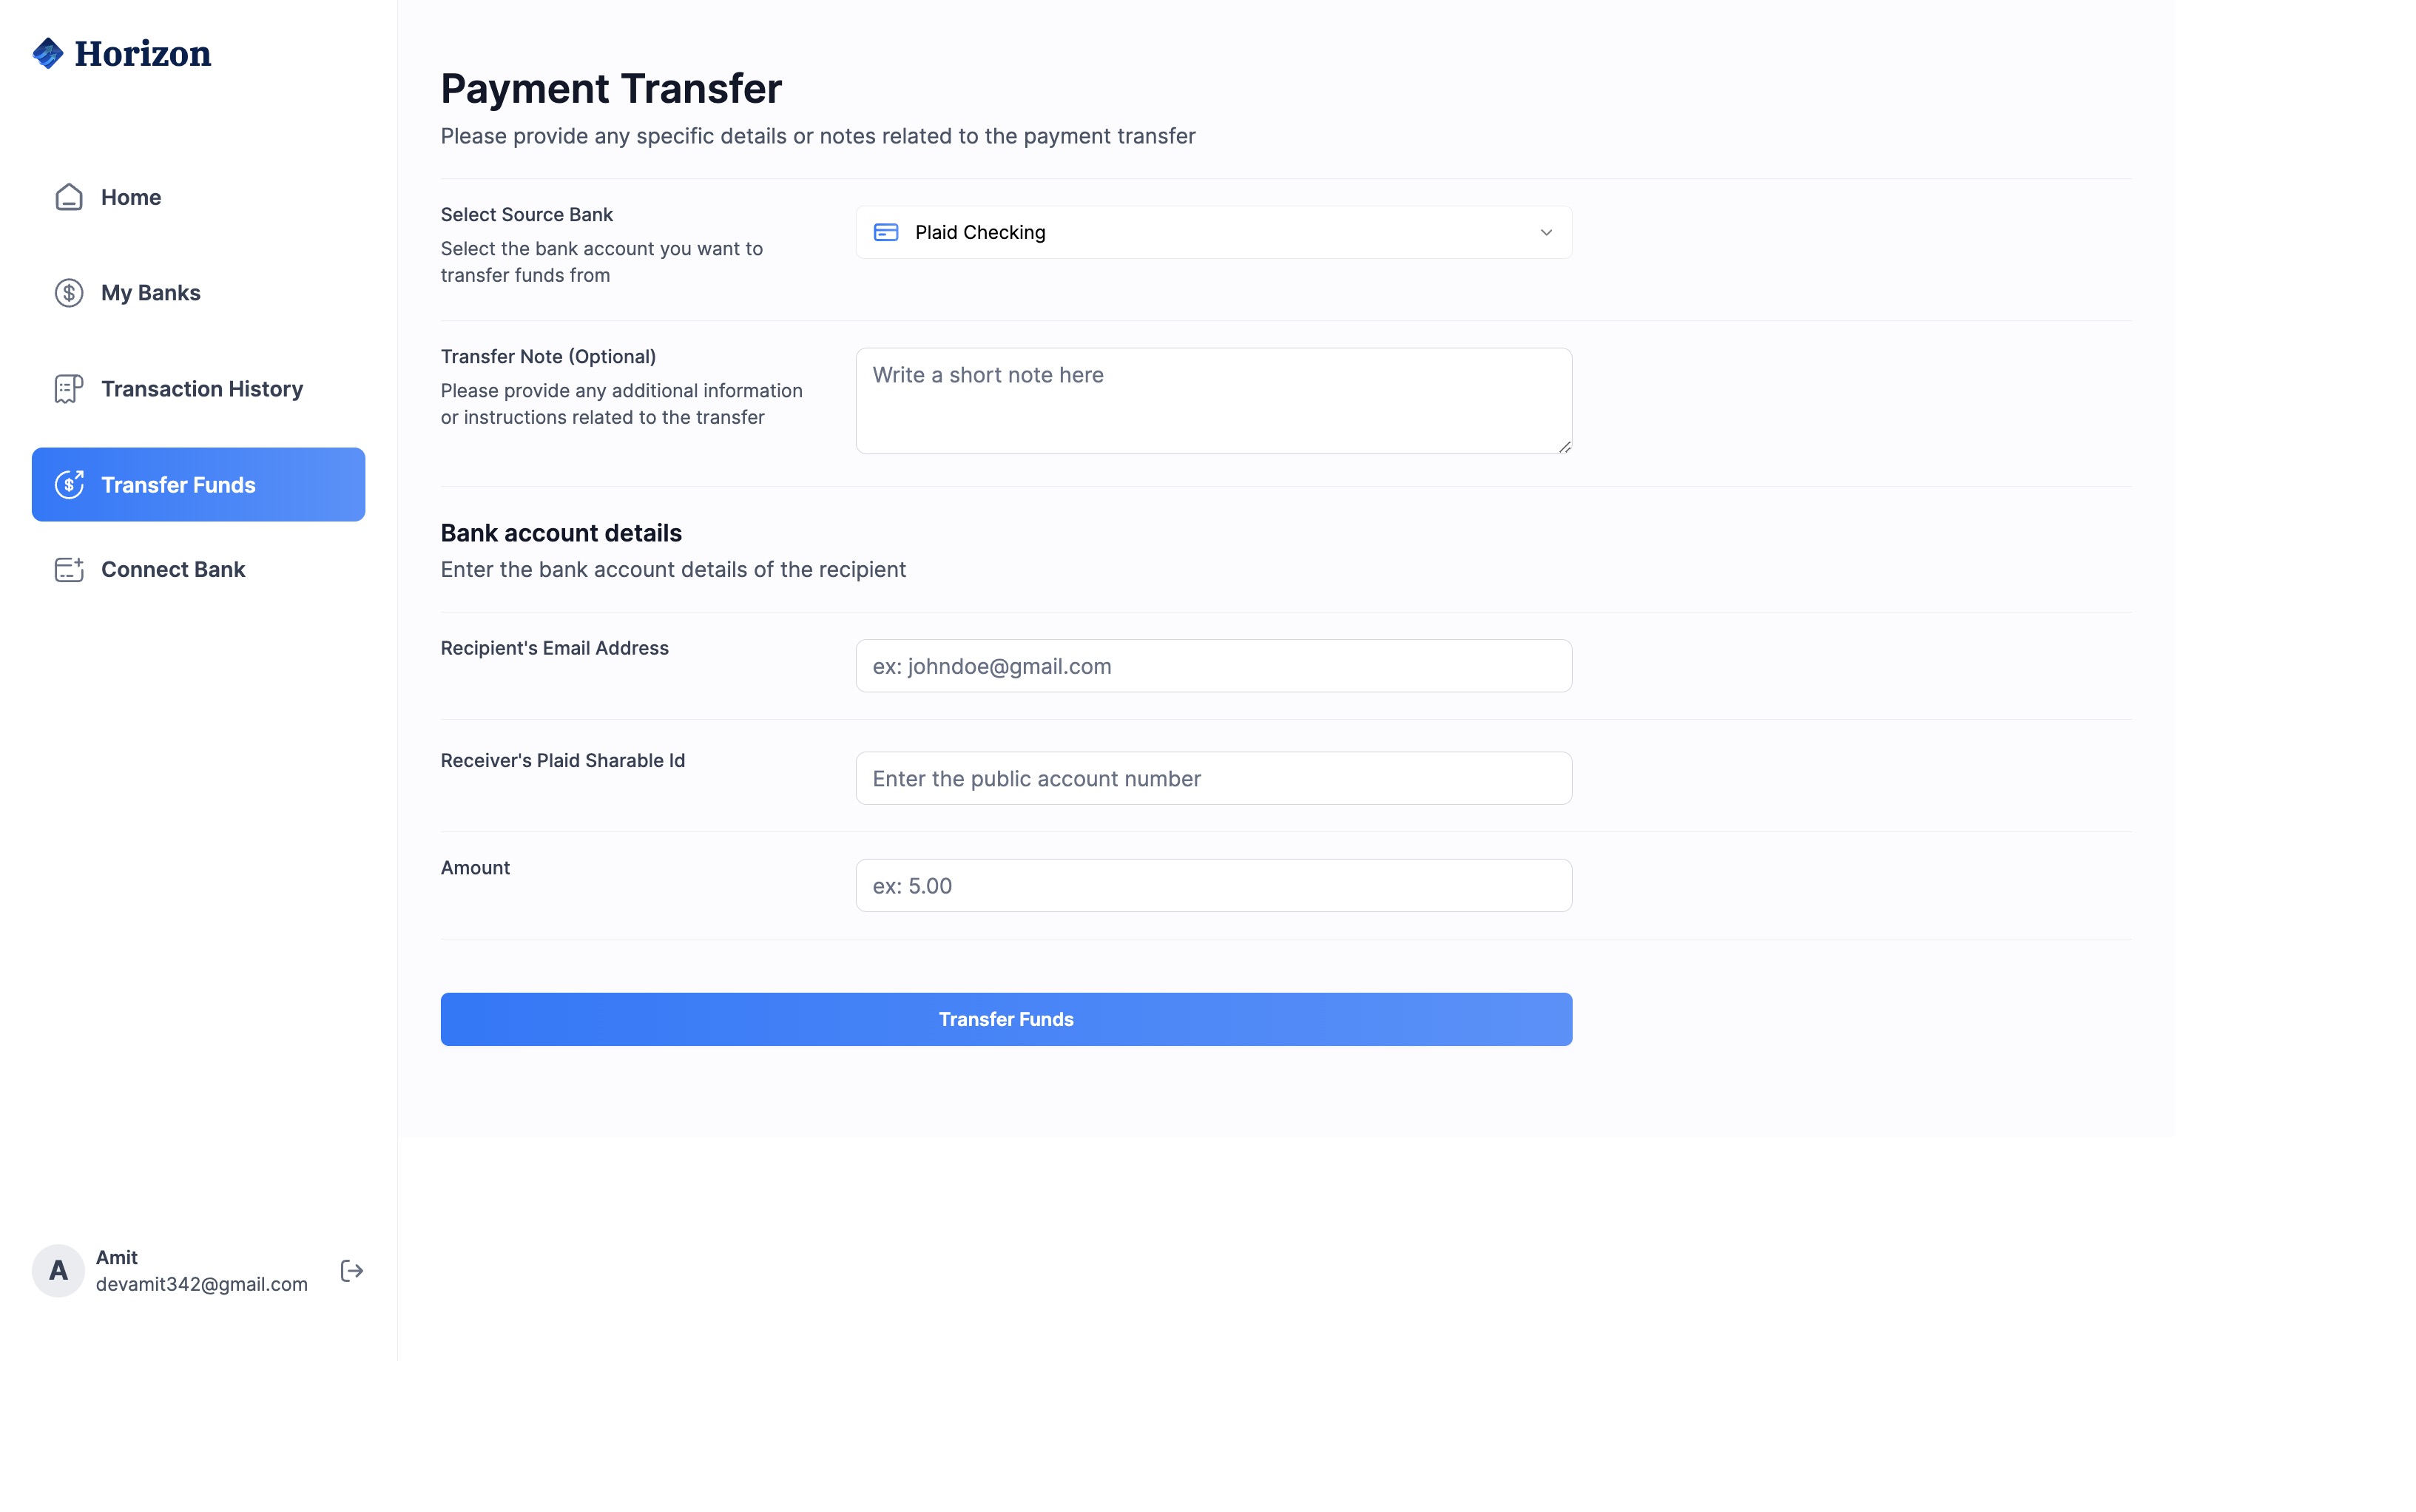 Horizon
Home
My Banks
Transaction History
Transfer Funds
Connect Bank
A
Amit
devamit342@gmail.com
Payment Transfer
Please provide any specific details or notes related to the payment transfer
Select Source Bank
Select the bank account you want to
transfer funds from
Plaid Checking
Transfer Note (Optional)
Please provide any additional information
or instructions related to the transfer
Write a short note here
Bank account details
Enter the bank account details of the recipient
Recipient's Email Address
ex: johndoe@gmail.com
Receiver's Plaid Sharable Id
Enter the public account number
Amount
ex: 5.00
Transfer Funds